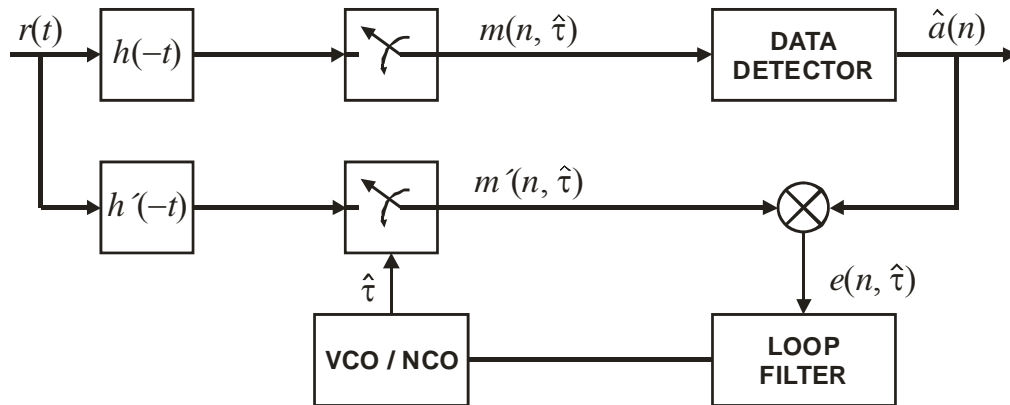 r(t)
h(−t)
m(n, τ̂)
DATA
DETECTOR
â(n)
h´(−t)
m´(n, τ̂)
τ̂
e(n, τ̂)
VCO / NCO
LOOP
FILTER